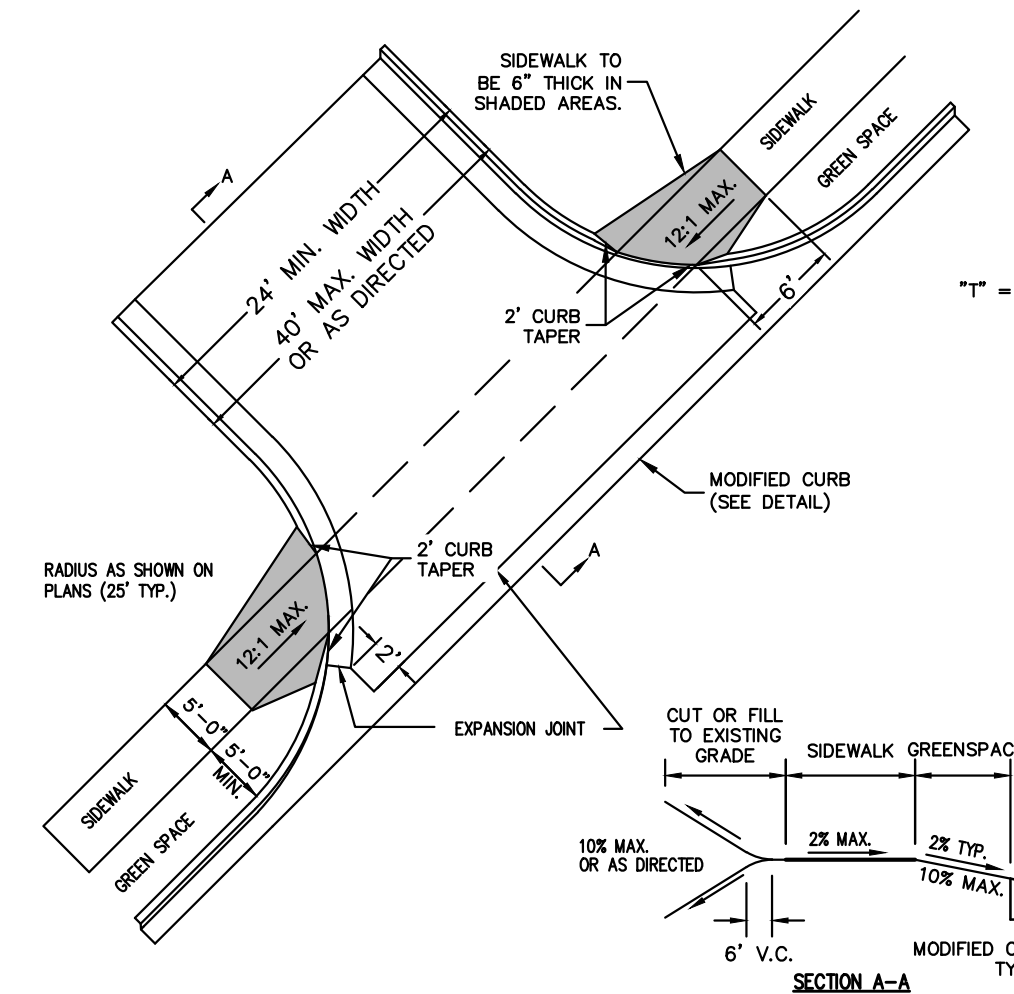 SIDEWALK TO
BE 6” THICK IN
SHADED AREAS.
SIDEWALK
GREEN SPACE
A
12:1 MAX.
24' MIN. WIDTH
40' MAX. WIDTH
OR AS DIRECTED
6'
"T" =
2' CURB
TAPER
MODIFIED CURB
(SEE DETAIL)
A
2' CURB
TAPER
RADIUS AS SHOWN ON
PLANS (25' TYP.)
12:1 MAX.
2'
5'-0"
5'-0"
MIN.
EXPANSION JOINT
SIDEWALK
GREEN SPACE
CUT OR FILL
TO EXISTING
GRADE
SIDEWALK
GREENSPAC
10% MAX.
OR AS DIRECTED
2% MAX.
2% TYP.
10% MAX.
6' V.C.
MODIFIED C
TY
SECTION A-A